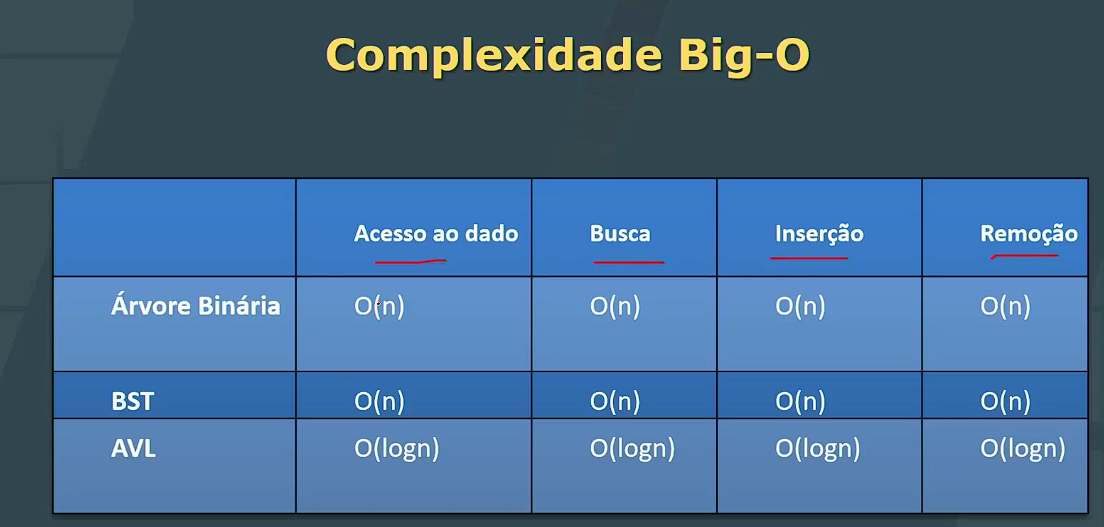 Complexidade Big-O
Acesso ao dado Busca Inserção Remoção
Árvore Binária O(n) O(n) O(n) O(n)
BST O(n) O(n) O(n) O(n)
AVL O(logn) O(logn) O(logn) O(logn)